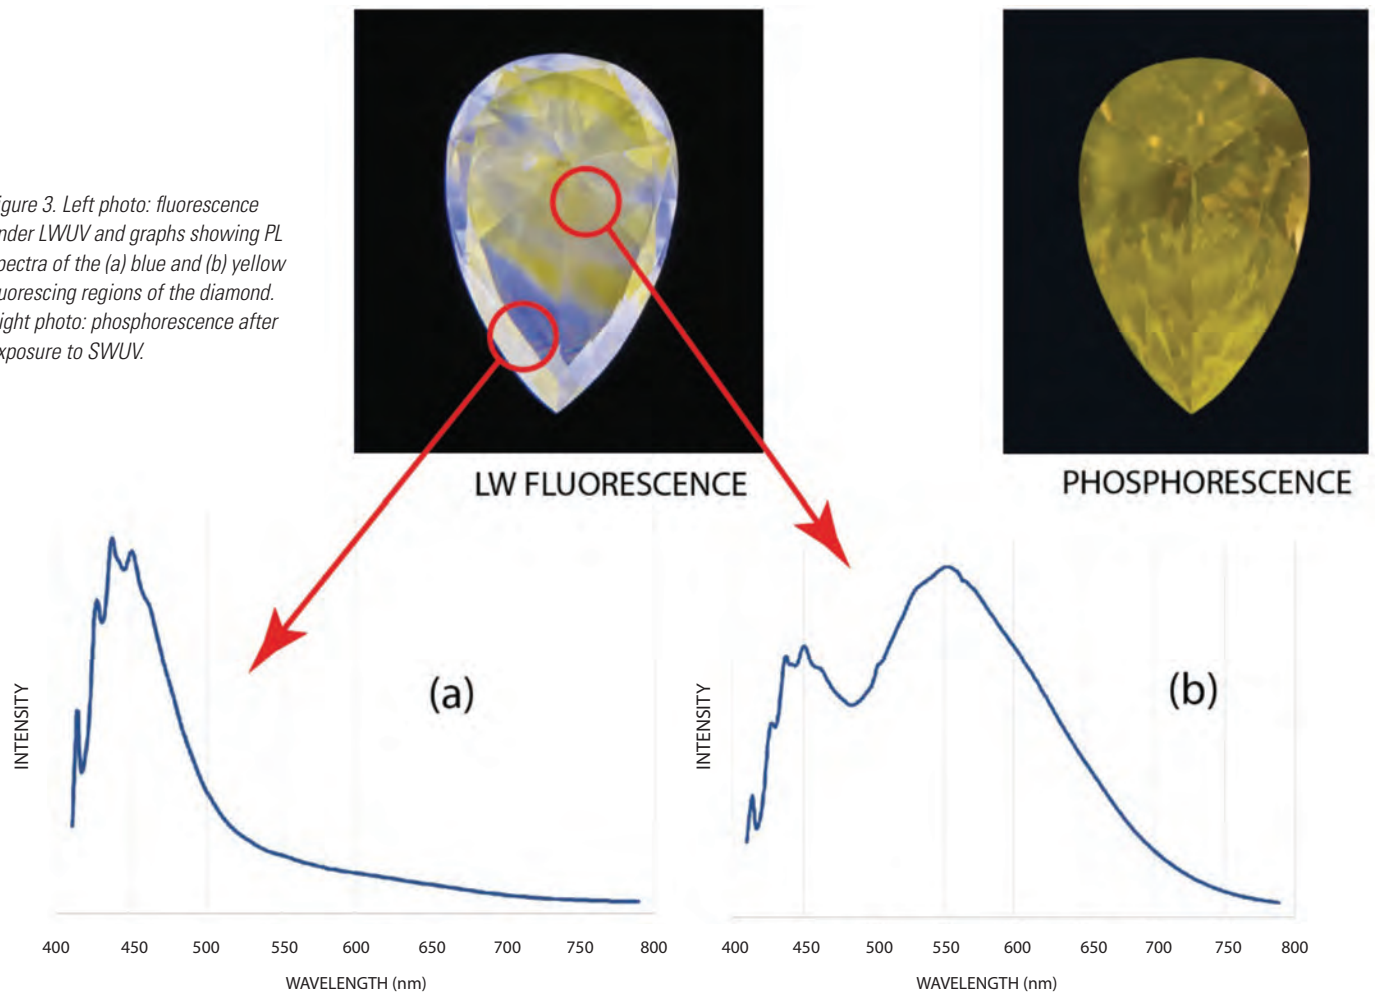 igure 3. Left photo: fluorescence
nder LWUV and graphs showing PL
pectra of the (a) blue and (b) yellow
uorescing regions of the diamond.
ight photo: phosphorescence after
xposure to SWUV.
LW FLUORESCENCE
PHOSPHORESCENCE
(a)
INTENSITY
400 450 500 550 600 650 700 750 800
WAVELENGTH (nm)
(b)
INTENSITY
400 450 500 550 600 650 700 750 800
WAVELENGTH (nm)